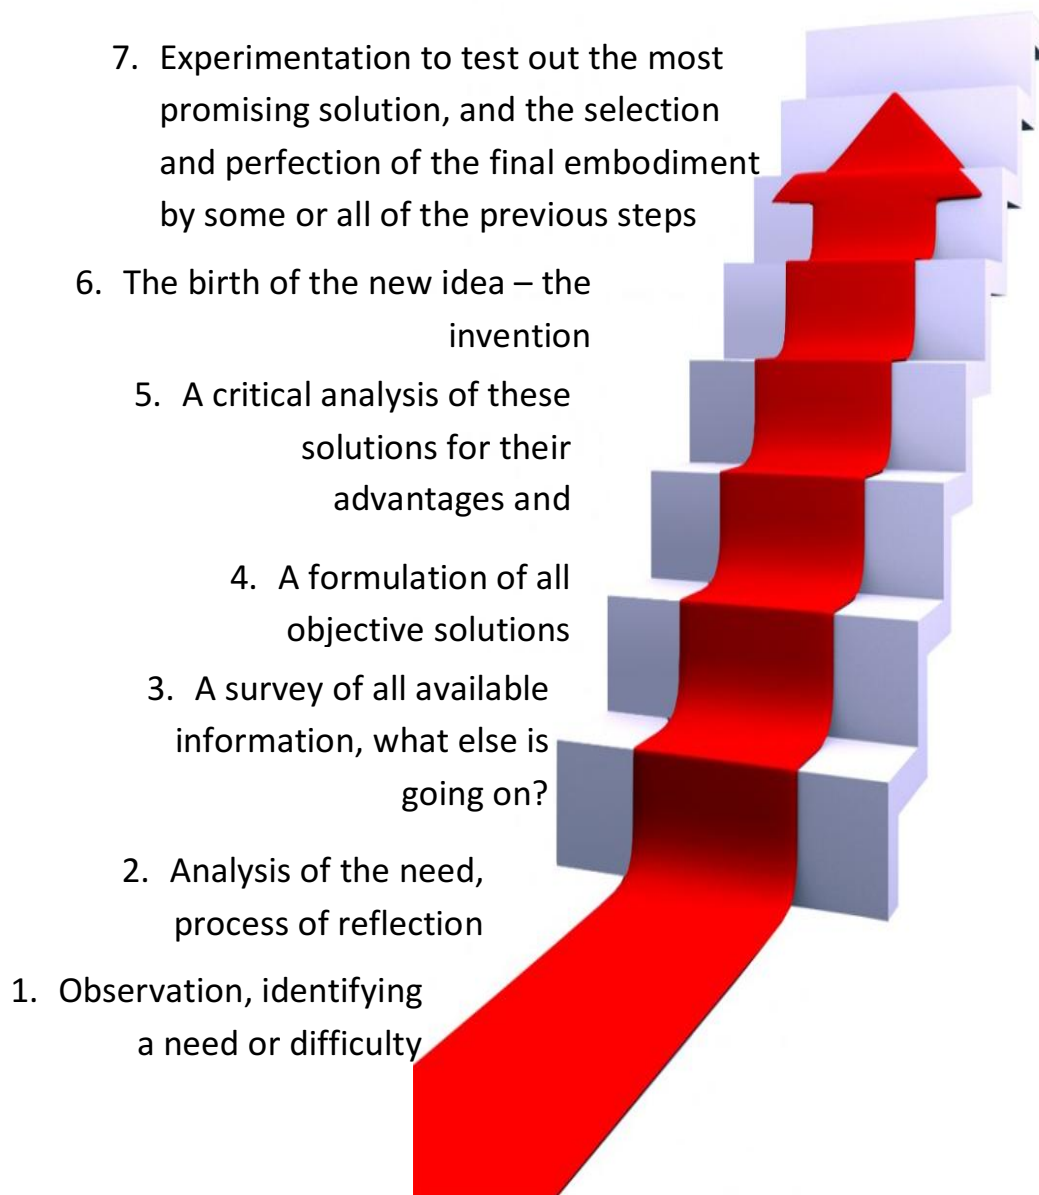 7. Experimentation to test out the most
promising solution, and the selection
and perfection of the final embodiment
by some or all of the previous steps
6. The birth of the new idea – the
invention
5. A critical analysis of these
solutions for their
advantages and
4. A formulation of all
objective solutions
3. A survey of all available
information, what else is
going on?
2. Analysis of the need,
process of reflection
1. Observation, identifying
a need or difficulty